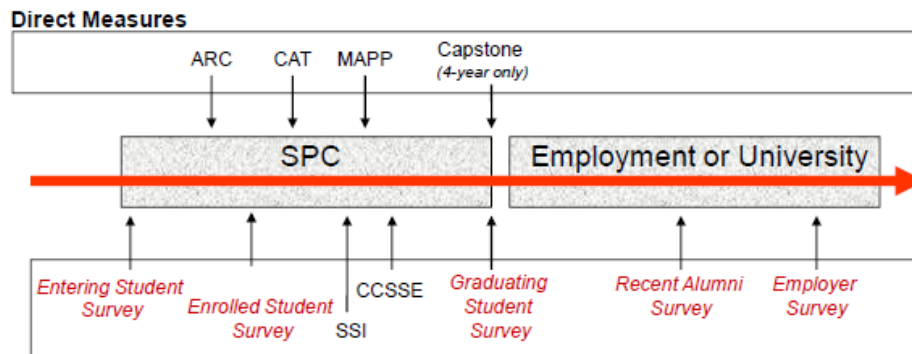 Direct Measures
ARC CAT MAPP Capstone
(4-year only)
SPC Employment or University
Entering Student
Survey
Enrolled Student
Survey
SSI
CCSSE
Graduating
Student
Survey
Recent Alumni
Survey
Employer
Survey